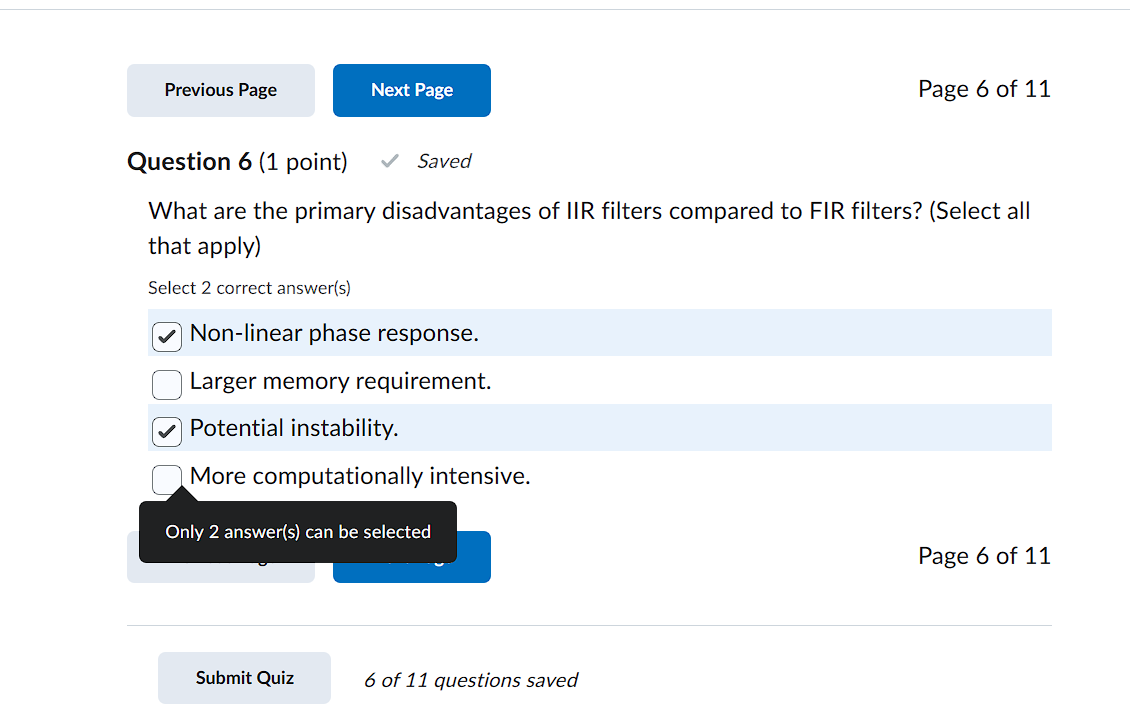 Previous Page
Next Page
Page 6 of 11
Question 6 (1 point)
Saved
What are the primary disadvantages of IIR filters compared to FIR filters? (Select all
that apply)
Select 2 correct answer(s)
Non-linear phase response.
Larger memory requirement.
Potential instability.
More computationally intensive.
Only 2 answer(s) can be selected
Page 6 of 11
Submit Quiz
6 of 11 questions saved